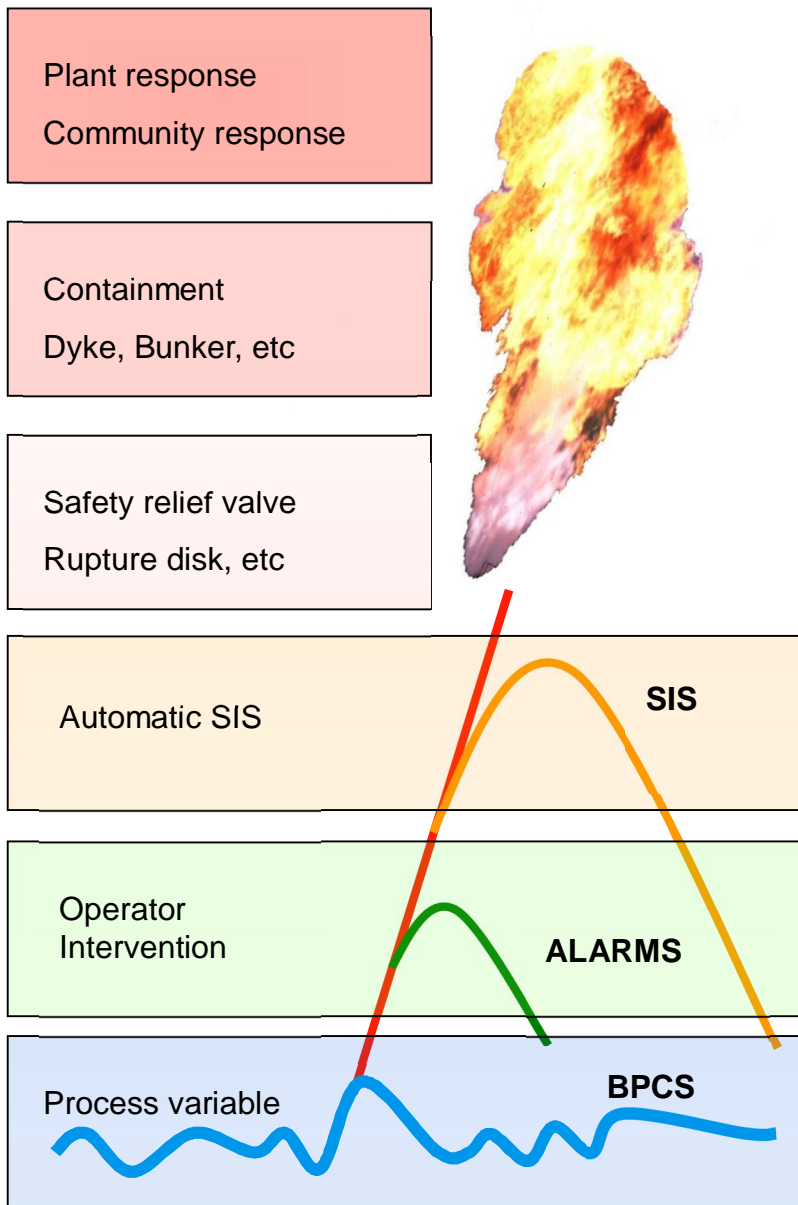 Plant response
Community response
Containment
Dyke, Bunker, etc
Safety relief valve
Rupture disk, etc
Automatic SIS
SIS
Operator
Intervention
ALARMS
Process variable
BPCS